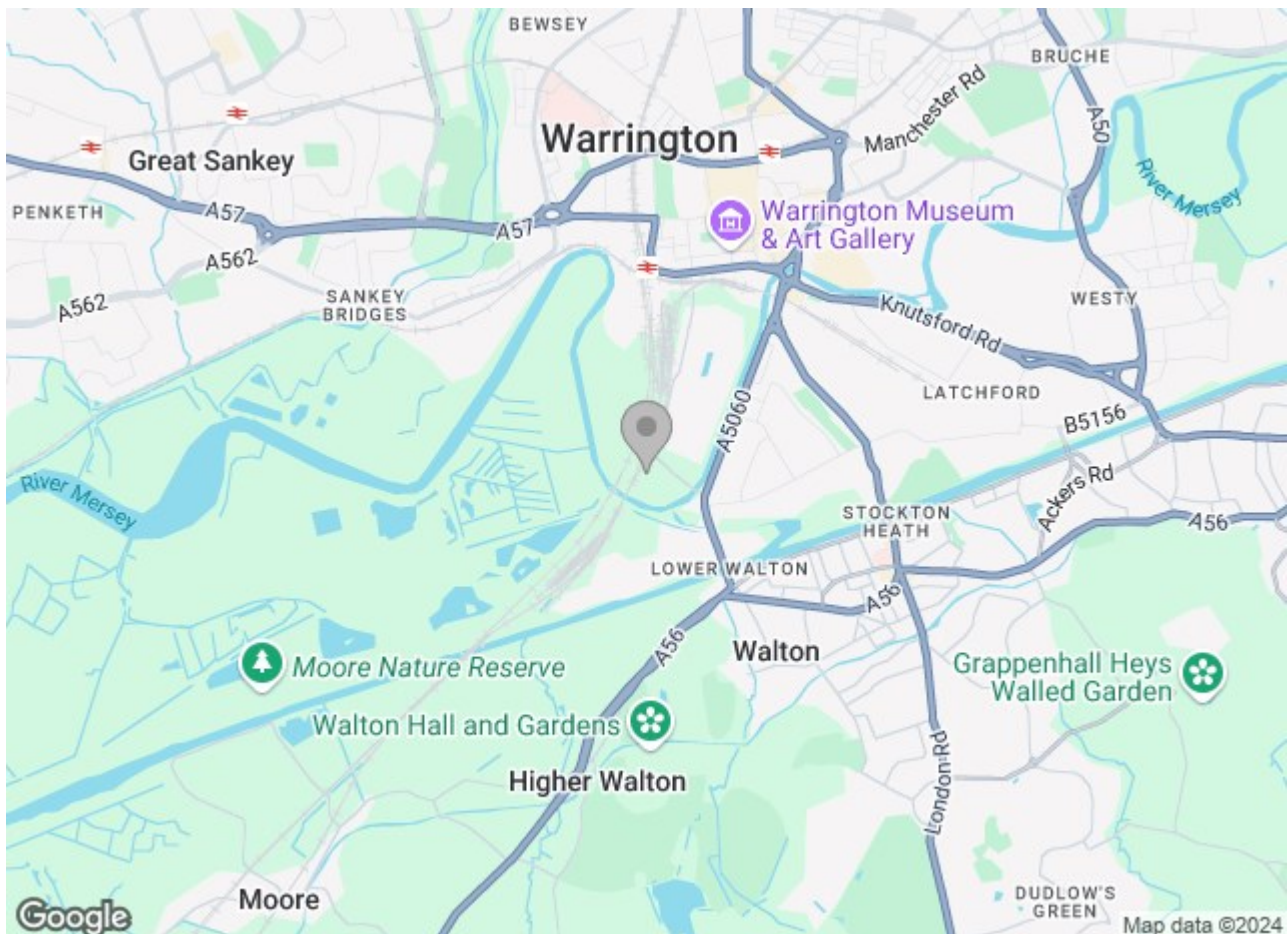 BEWSEY
BRUCHE
Manchester Rd
A50
Warrington
Great Sankey
River Mersey
PENKETH
A57
Warrington Museum
& Art Gallery
A57
A562
A562
SANKEY
BRIDGES
WESTY
Knutsford Rd
LATCHFORD
A5060
B5156
River Mersey
Ackers Rd
STOCKTON
HEATH
A56
LOWER WALTON
A56
A56
Walton
Moore Nature Reserve
Grappenhall Heys
Walled Garden
Walton Hall and Gardens
Higher Walton
London Rd
Moore
DUDLOW'S
GREEN
Google
Map data ©2024